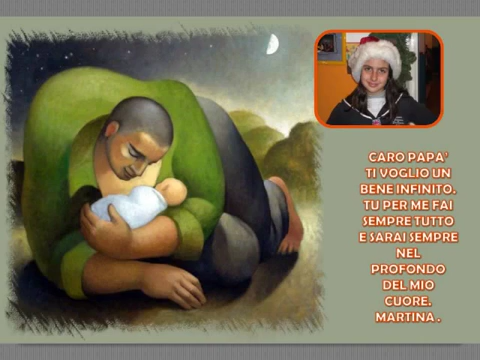 CARO PAPA'
TI VOGLIO UN
BENE INFINITO.
TU PER ME FAI
SEMPRE TUTTO
E SARAI SEMPRE
NEL
PROFONDO
DEL MIO
CUORE.
MARTINA .